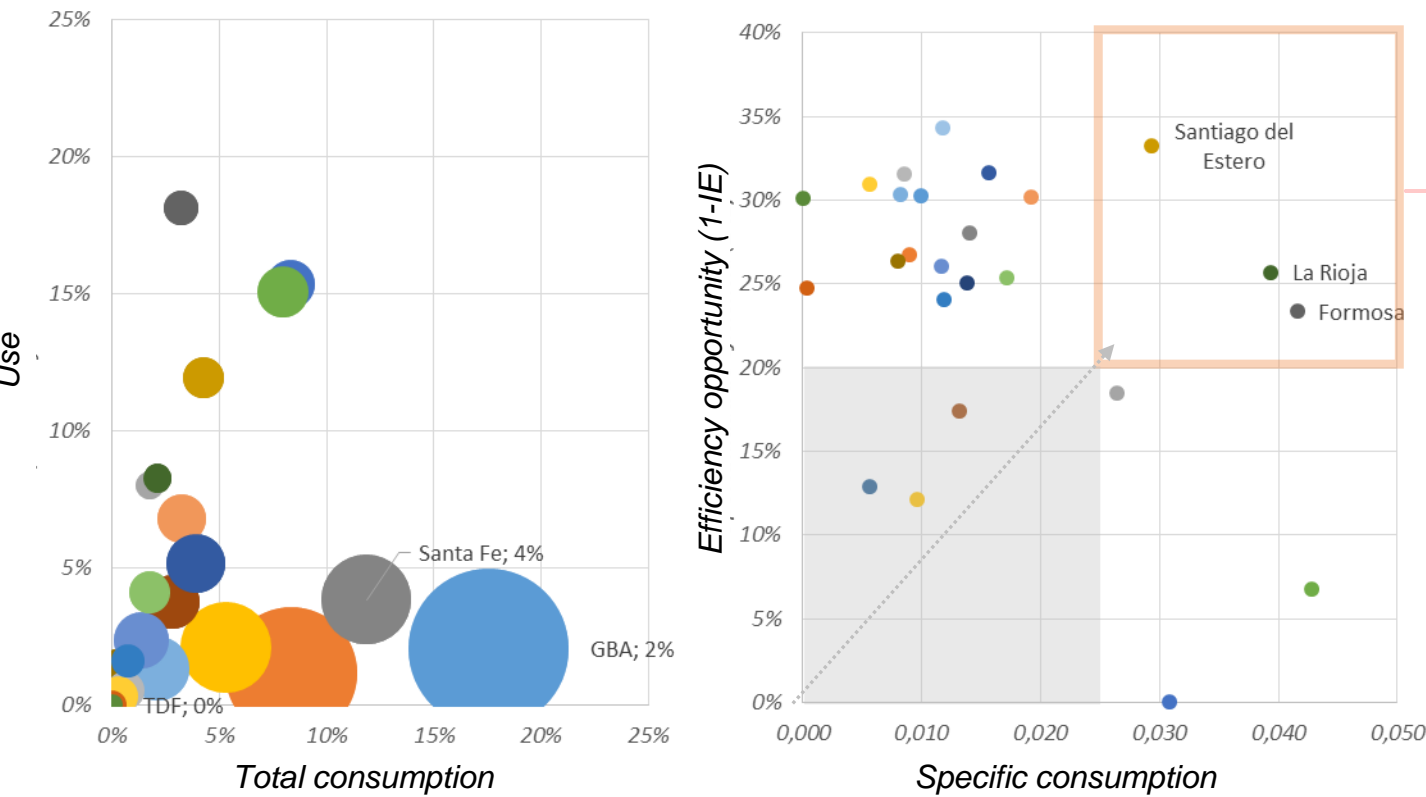 25%
20%
15%
10%
5%
0%
Use
Santa Fe; 4%
GBA; 2%
TDF; 0%
0%
5%
10%
15%
20%
25%
Total consumption
40%
35%
30%
25%
20%
15%
10%
5%
0%
Efficiency opportunity (1-IE)
Santiago del
Estero
La Rioja
Formosa
0,000
0,010
0,020
0,030
0,040
0,050
Specific consumption